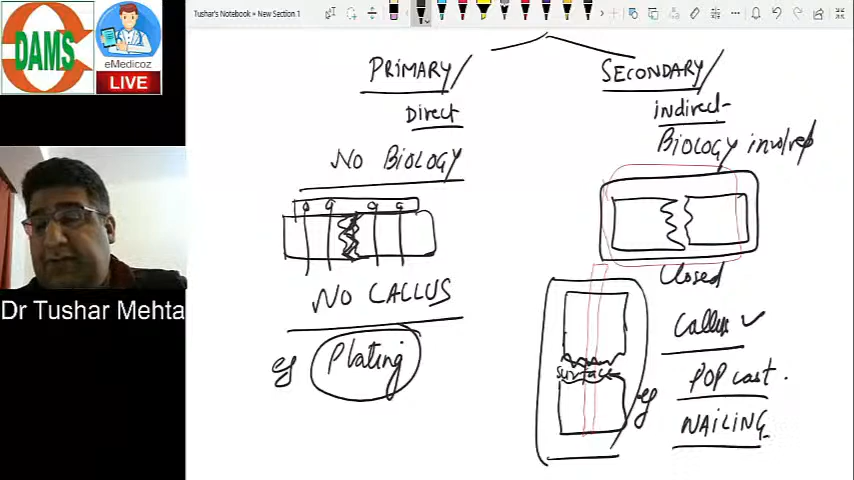 DAMS
eMedicoz
LIVE
Tushar's Notebook » New Section 1
Dr Tushar Mehta
PRIMARY/
Direct
NO BIOLOGY
NO CALLUS
eg Plating
SECONDARY/
indirect
BIOLOGY involved
Closed
Callus ✓
POP cast.
eg
NAILING
surface